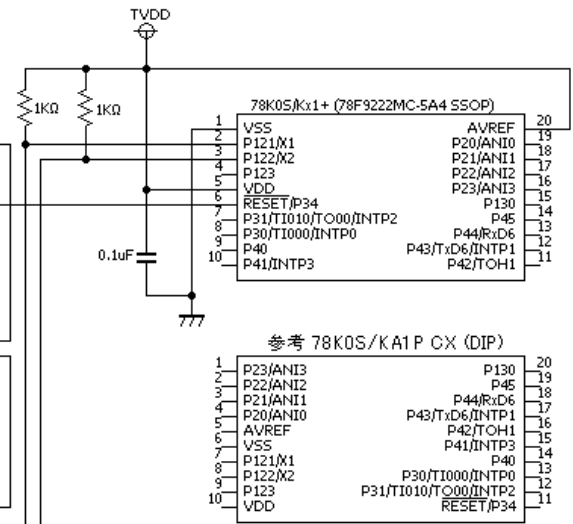 TVDD
1KΩ 1KΩ
78K0S/Kx1+ (78F9222MC-5A4 SSOP)
1 VSS AVREF 20
2 P121/X1 P20/ANI0 19
3 P122/X2 P21/ANI1 18
4 P123 P22/ANI2 17
5 VDD P23/ANI3 16
6 RESET/P34 P130 15
7 P31/TI010/TO00/INTP2 P45 14
8 P30/TI000/INTP0 P44/RxD6 13
9 P40 P43/TxD6/INTP1 12
10 P41/INTP3 P42/TOH1 11
0.1uF
参考 78K0S/KA1P CX (DIP)
1 P23/ANI3 P130 20
2 P22/ANI2 P45 19
3 P21/ANI1 P44/RxD6 18
4 P20/ANI0 P43/TxD6/INTP1 17
5 AVREF P42/TOH1 16
6 VSS P41/INTP3 15
7 P121/X1 P40 14
8 P122/X2 P30/TI000/INTP0 13
9 P123 P31/TI010/TO00/INTP2 12
10 VDD RESET/P34 11